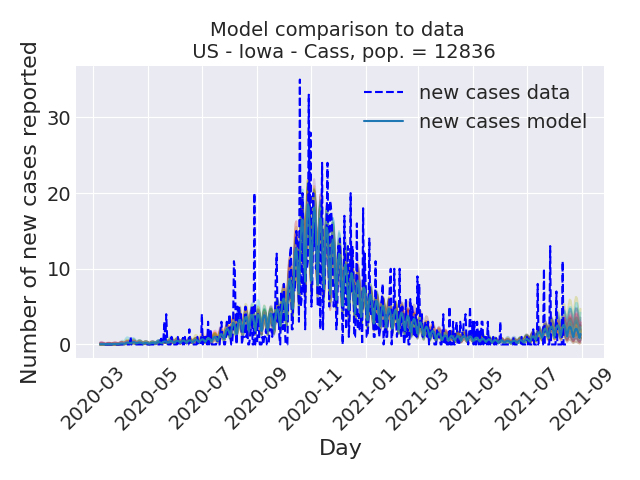 Model comparison to data
US - Iowa - Cass, pop. = 12836
Number of new cases reported
30
20
10
0
new cases data
new cases model
2020-03
2020-05
2020-07
2020-09
2020-11
2021-01
2021-03
2021-05
2021-07
2021-09
Day